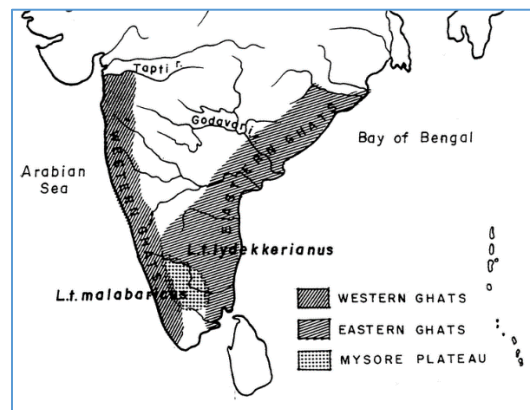 Tapti r.
Godavari
Bay of Bengal
Arabian
Sea
WESTERN GHATS
EASTERN GHATS
L.t.lydekkerianus
L.t.malabaricus
WESTERN GHATS
EASTERN GHATS
MYSORE PLATEAU